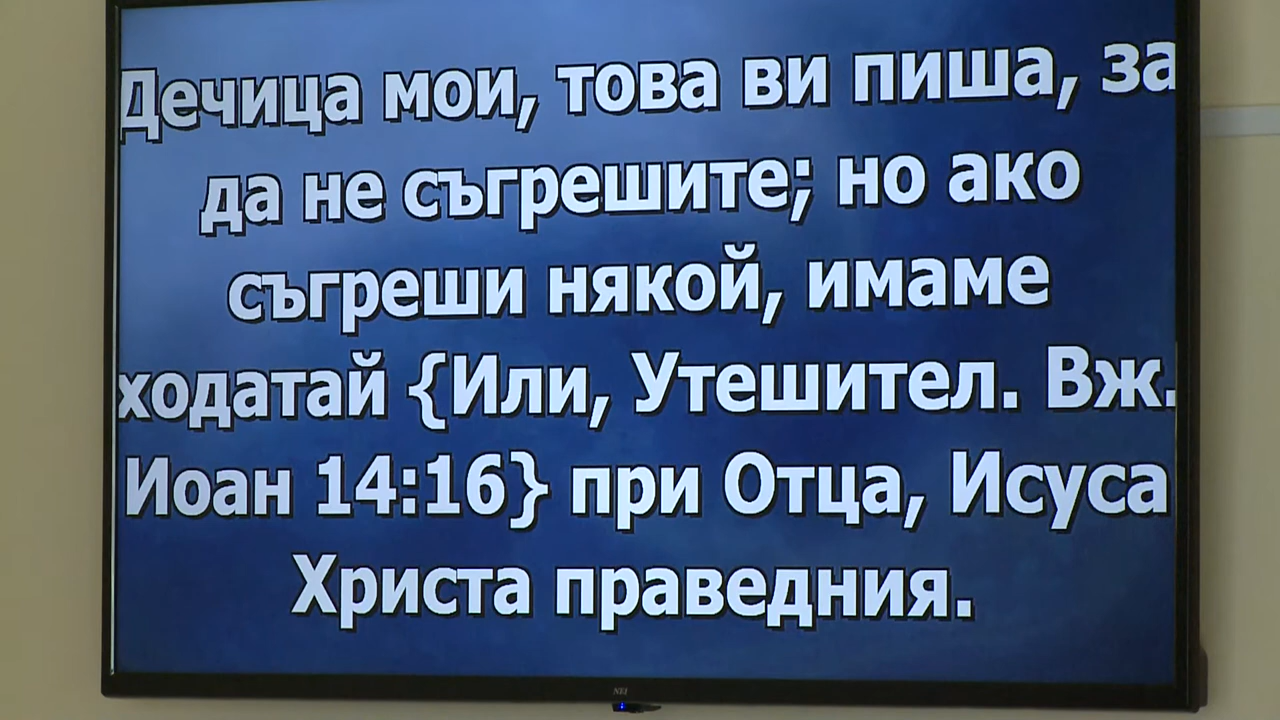 Дечица мои, това ви пиша, за
да не съгрешите; но ако
съгреши някой, имаме
ходатай {Или, Утешител. Вж.
Иоан 14:16} при Отца, Исуса
Христа праведния.
NEI